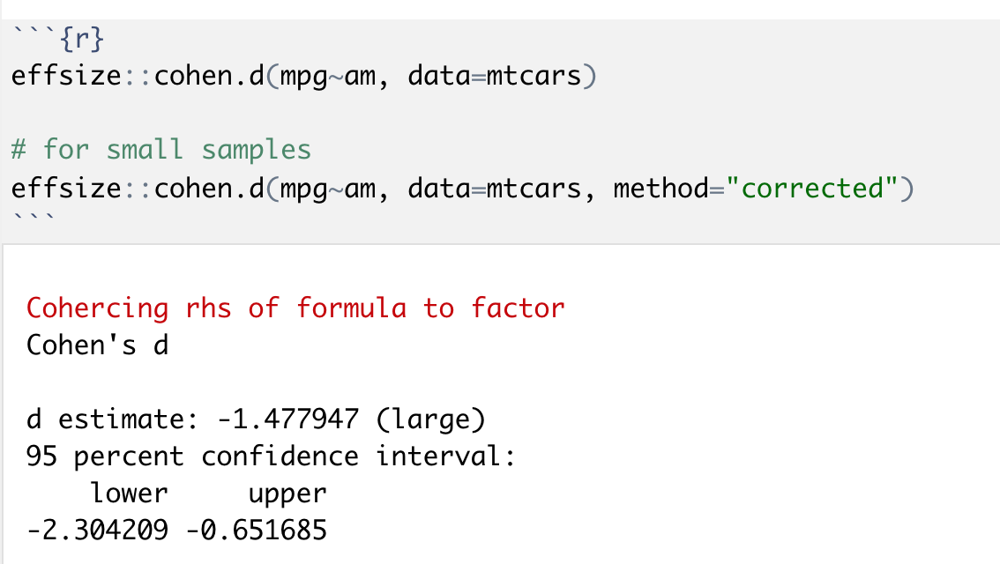 ```{r}
effsize::cohen.d(mpg~am, data=mtcars)
# for small samples
effsize::cohen.d(mpg~am, data=mtcars, method="corrected")
```
Cohercing rhs of formula to factor
Cohen's d
d estimate: -1.477947 (large)
95 percent confidence interval:
lower upper
-2.304209 -0.651685